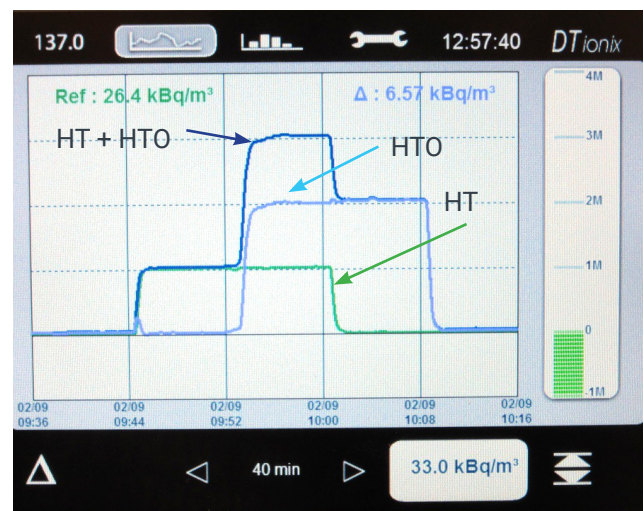 137.0
12:57:40
DTionix
Ref : 26.4 kBq/m³
Δ : 6.57 kBq/m³
HT + HTO
HTO
HT
4M
3M
2M
1M
0
-1M
02/09 02/09 02/09 02/09 02/09 02/09
09:36 09:44 09:52 10:00 10:08 10:16
Δ
40 min
33.0 kBq/m³